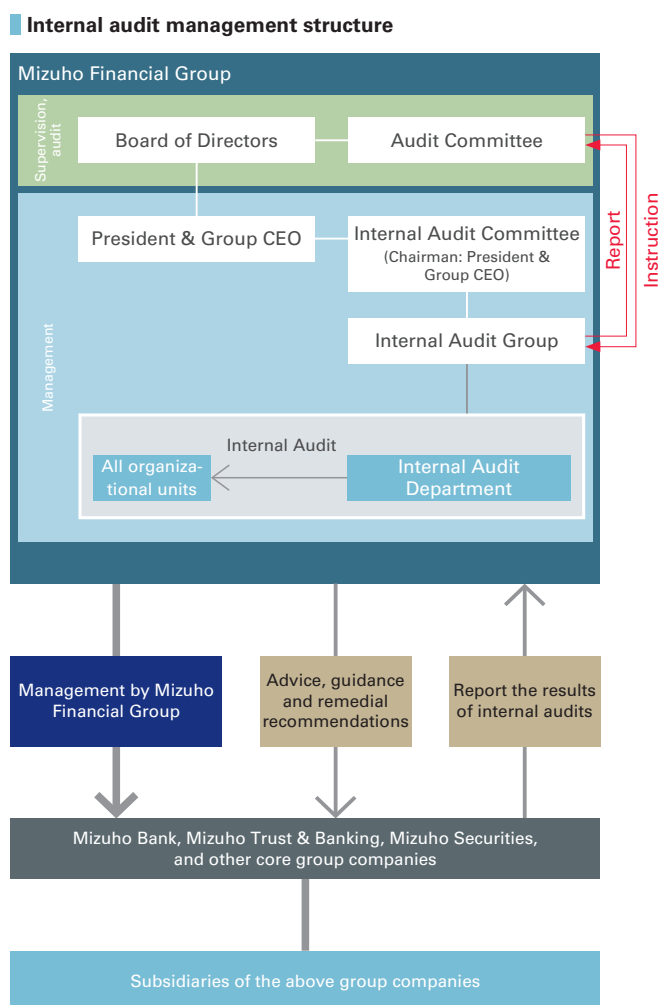 Internal audit management structure
Mizuho Financial Group
Supervision,
audit
Board of Directors
Audit Committee
Report
Instruction
Management
President & Group CEO
Internal Audit Committee
(Chairman: President &
Group CEO)
Internal Audit Group
Internal Audit
All organiza-
tional units
Internal Audit
Department
Management by Mizuho
Financial Group
Advice, guidance
and remedial
recommendations
Report the results
of internal audits
Mizuho Bank, Mizuho Trust & Banking, Mizuho Securities,
and other core group companies
Subsidiaries of the above group companies